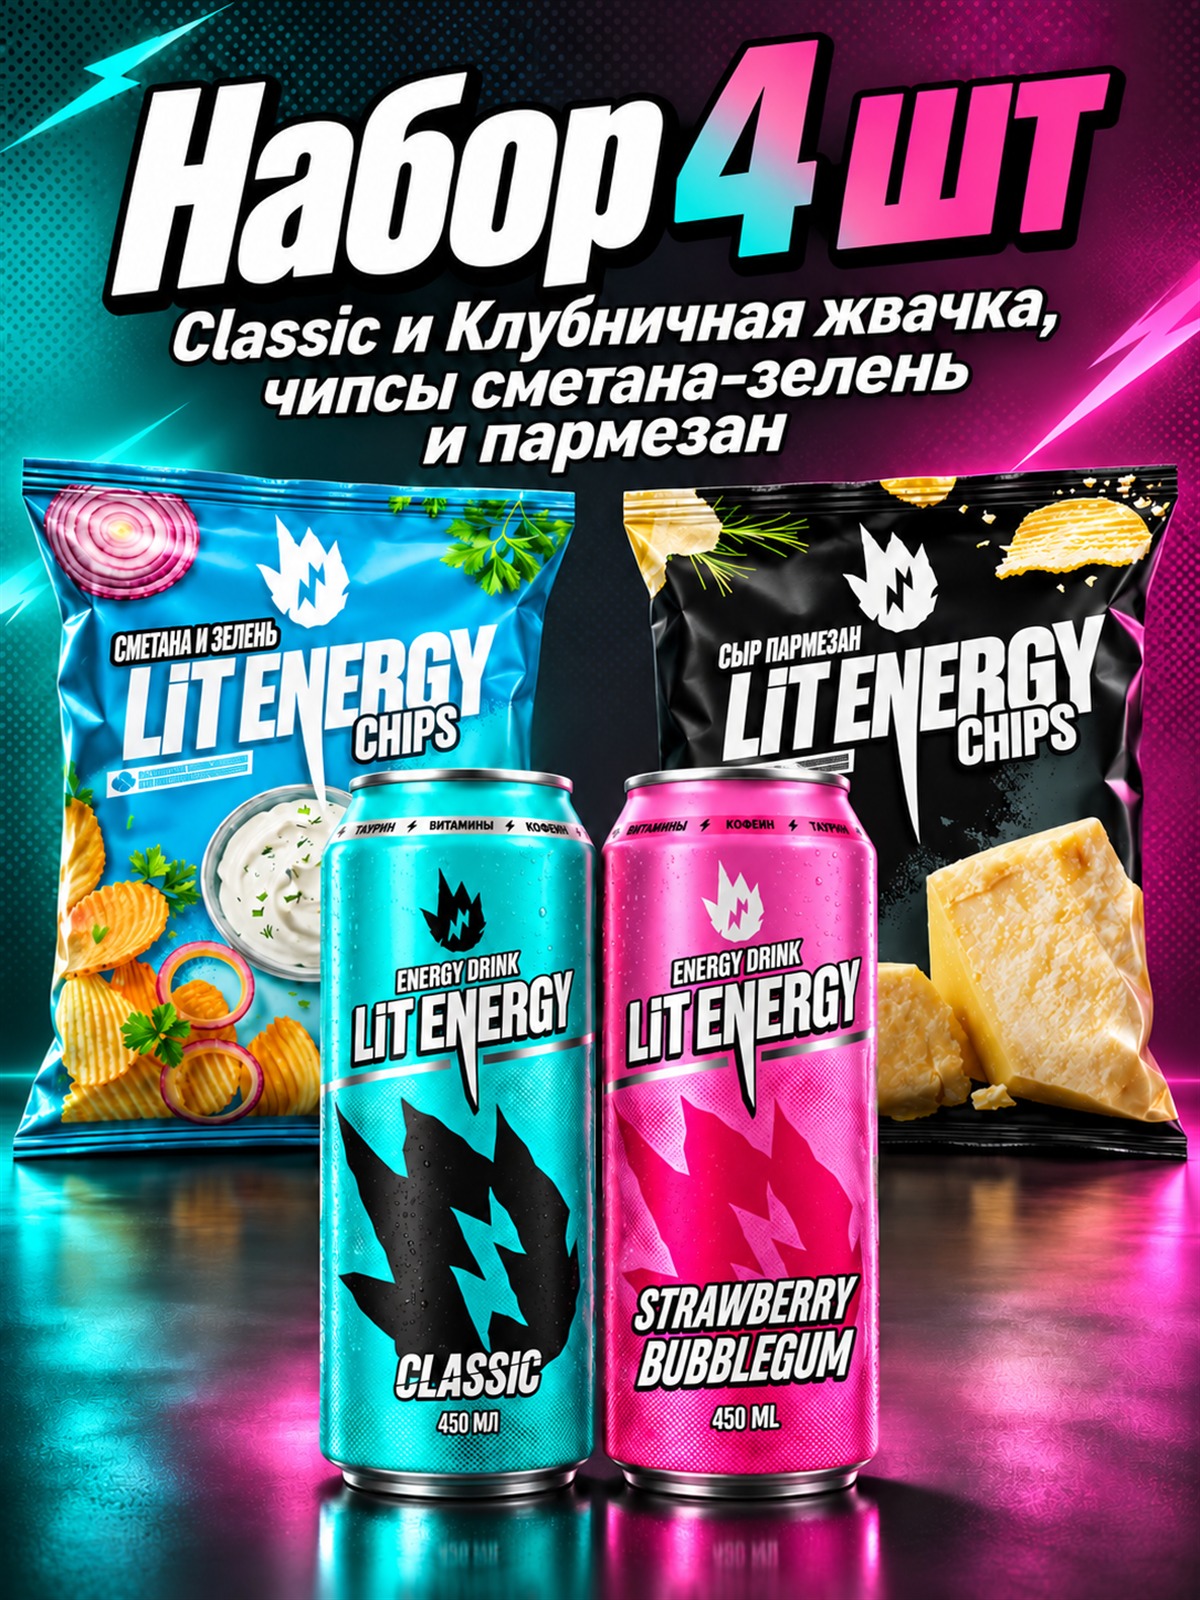 Набор 4 шт
Classic и Клубничная жвачка,
чипсы сметана-зелень
и пармезан
СМЕТАНА И ЗЕЛЕНЬ
LIT ENERGY
CHIPS
СЫР ПАРМЕЗАН
LIT ENERGY
CHIPS
ТАУРИН ВИТАМИНЫ КОФЕИН
ENERGY DRINK
LIT ENERGY
CLASSIC
450 МЛ
ВИТАМИНЫ КОФЕИН ТАУРИН
ENERGY DRINK
LIT ENERGY
STRAWBERRY
BUBBLEGUM
450 ML